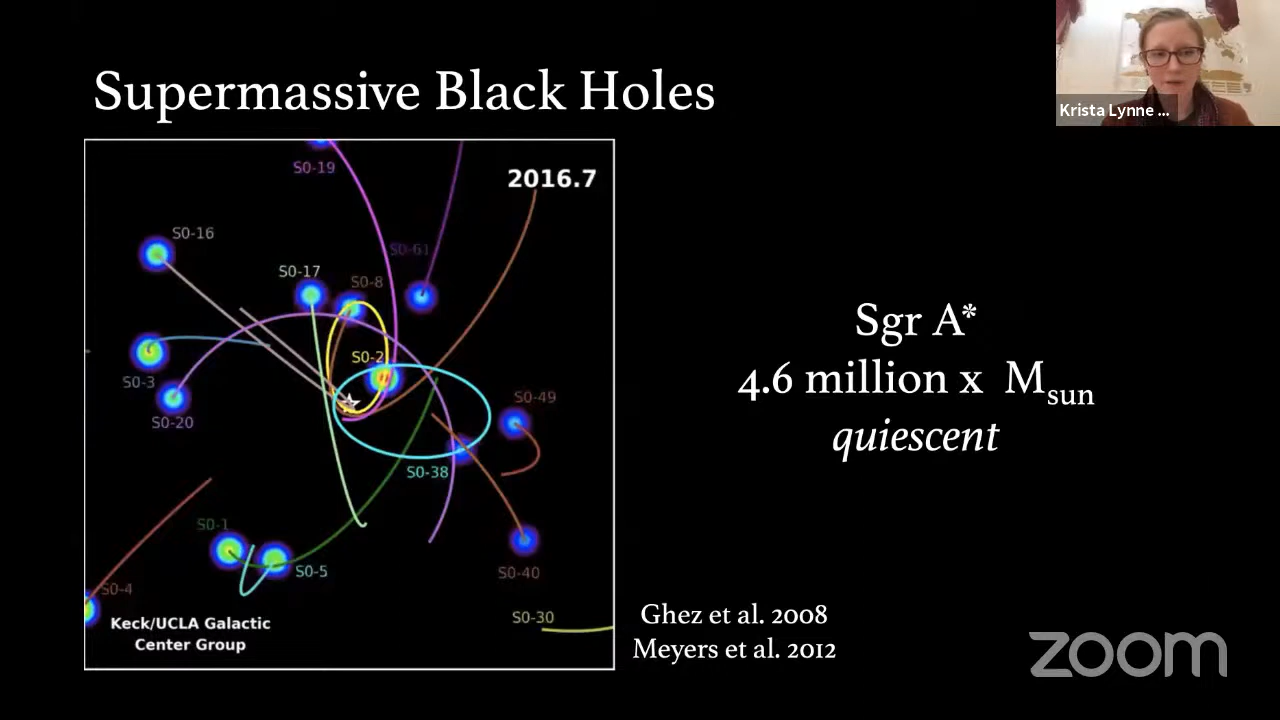 Supermassive Black Holes
Krista Lynne ...
2016.7
S0-19
S0-16
S0-61
S0-17
S0-8
S0-2
S0-3
S0-20
S0-49
S0-38
S0-1
S0-5
S0-40
S0-4
S0-30
Keck/UCLA Galactic
Center Group
Sgr A*
4.6 million x Msun
quiescent
Ghez et al. 2008
Meyers et al. 2012
zoom